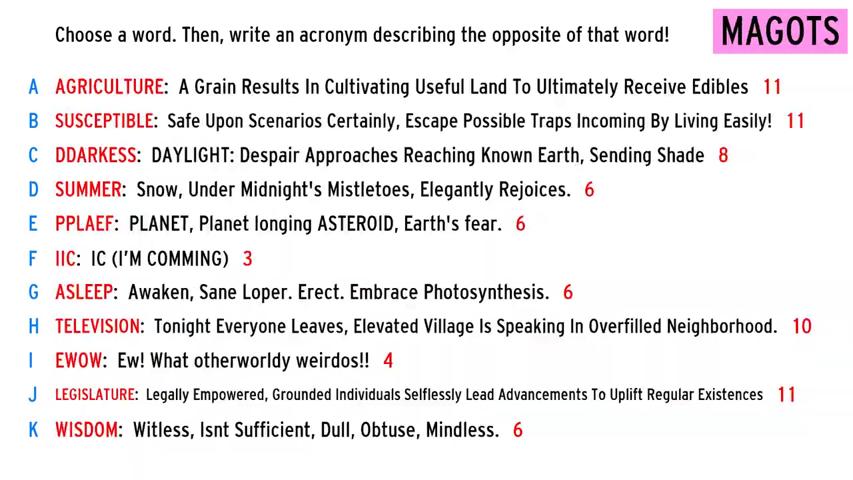 Choose a word. Then, write an acronym describing the opposite of that word!
MAGOTS
A AGRICULTURE: A Grain Results In Cultivating Useful Land To Ultimately Receive Edibles 11
B SUSCEPTIBLE: Safe Upon Scenarios Certainly, Escape Possible Traps Incoming By Living Easily! 11
C DDARKESS: DAYLIGHT: Despair Approaches Reaching Known Earth, Sending Shade 8
D SUMMER: Snow, Under Midnight's Mistletoes, Elegantly Rejoices. 6
E PPLAEF: PLANET, Planet longing ASTEROID, Earth's fear. 6
F IIC: IC (I'M COMMING) 3
G ASLEEP: Awaken, Sane Loper. Erect. Embrace Photosynthesis. 6
H TELEVISION: Tonight Everyone Leaves, Elevated Village Is Speaking In Overfilled Neighborhood. 10
I EWOW: Ew! What otherworldy weirdos!! 4
J LEGISLATURE: Legally Empowered, Grounded Individuals Selflessly Lead Advancements To Uplift Regular Existences 11
K WISDOM: Witless, Isnt Sufficient, Dull, Obtuse, Mindless. 6